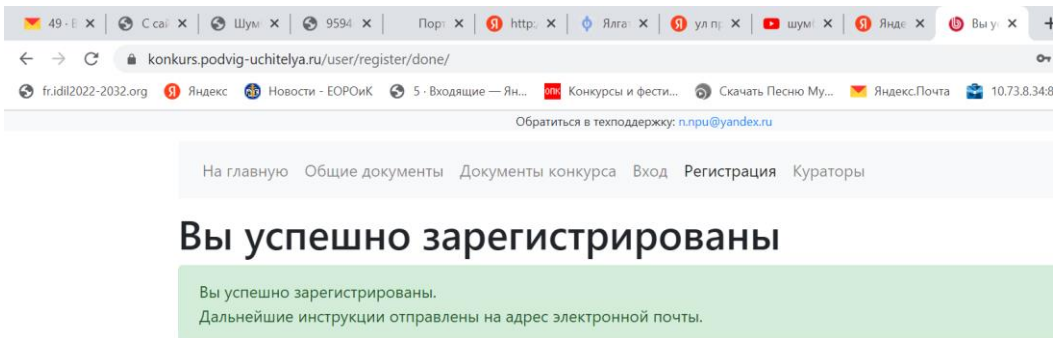 49 · В С сай Шум 9594 Порт http: Ялга ул пр шум Янде Вы у
konkurs.podvig-uchitelya.ru/user/register/done/
fr.idil2022-2032.org Яндекс Новости - ЕОРОиК 5 · Входящие — Ян... Конкурсы и фести... Скачать Песню Му... Яндекс.Почта 10.73.8.34:8
Обратиться в техподдержку: n.npu@yandex.ru
На главную Общие документы Документы конкурса Вход Регистрация Кураторы
Вы успешно зарегистрированы
Вы успешно зарегистрированы.
Дальнейшие инструкции отправлены на адрес электронной почты.